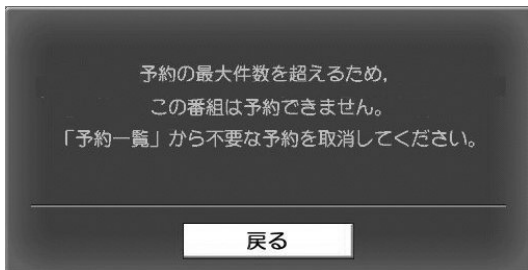 予約の最大件数を超えるため,
この番組は予約できません。
「予約一覧」から不要な予約を取消してください。
戻る